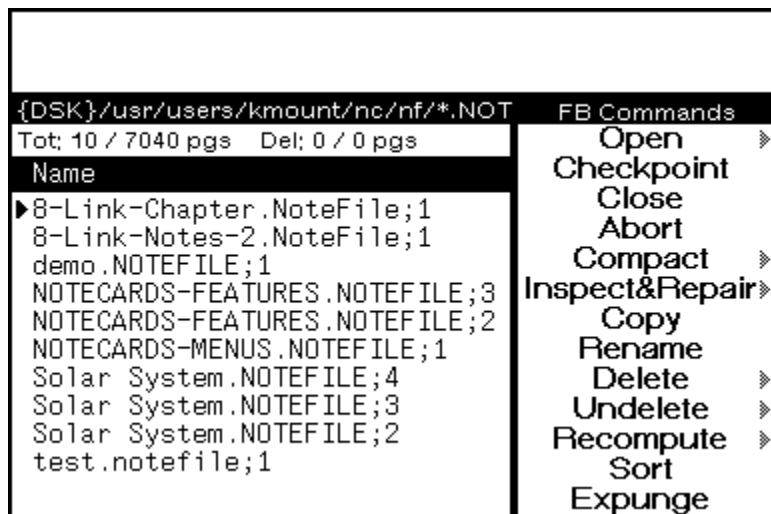 {DSK}/usr/users/kmount/nc/nf/*.NOT
Tot: 10 / 7040 pgs Del: 0 / 0 pgs
Name
8-Link-Chapter.NoteFile;1
8-Link-Notes-2.NoteFile;1
demo.NOTEFILE;1
NOTECARDS-FEATURES.NOTEFILE;3
NOTECARDS-FEATURES.NOTEFILE;2
NOTECARDS-MENUS.NOTEFILE;1
Solar System.NOTEFILE;4
Solar System.NOTEFILE;3
Solar System.NOTEFILE;2
test.notefile;1
FB Commands
Open
Checkpoint
Close
Abort
Compact
Inspect&Repair
Copy
Rename
Delete
Undelete
Recompute
Sort
Expunge